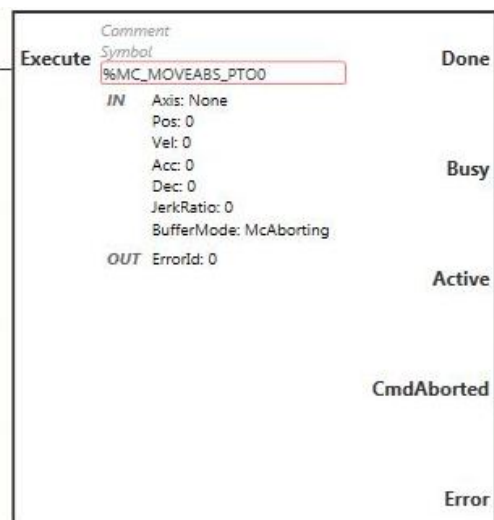 Comment
Symbol
Execute
%MC_MOVEABS_PTO0
Done
IN Axis: None
Pos: 0
Vel: 0
Acc: 0
Dec: 0
JerkRatio: 0
BufferMode: McAborting
Busy
OUT ErrorId: 0
Active
CmdAborted
Error